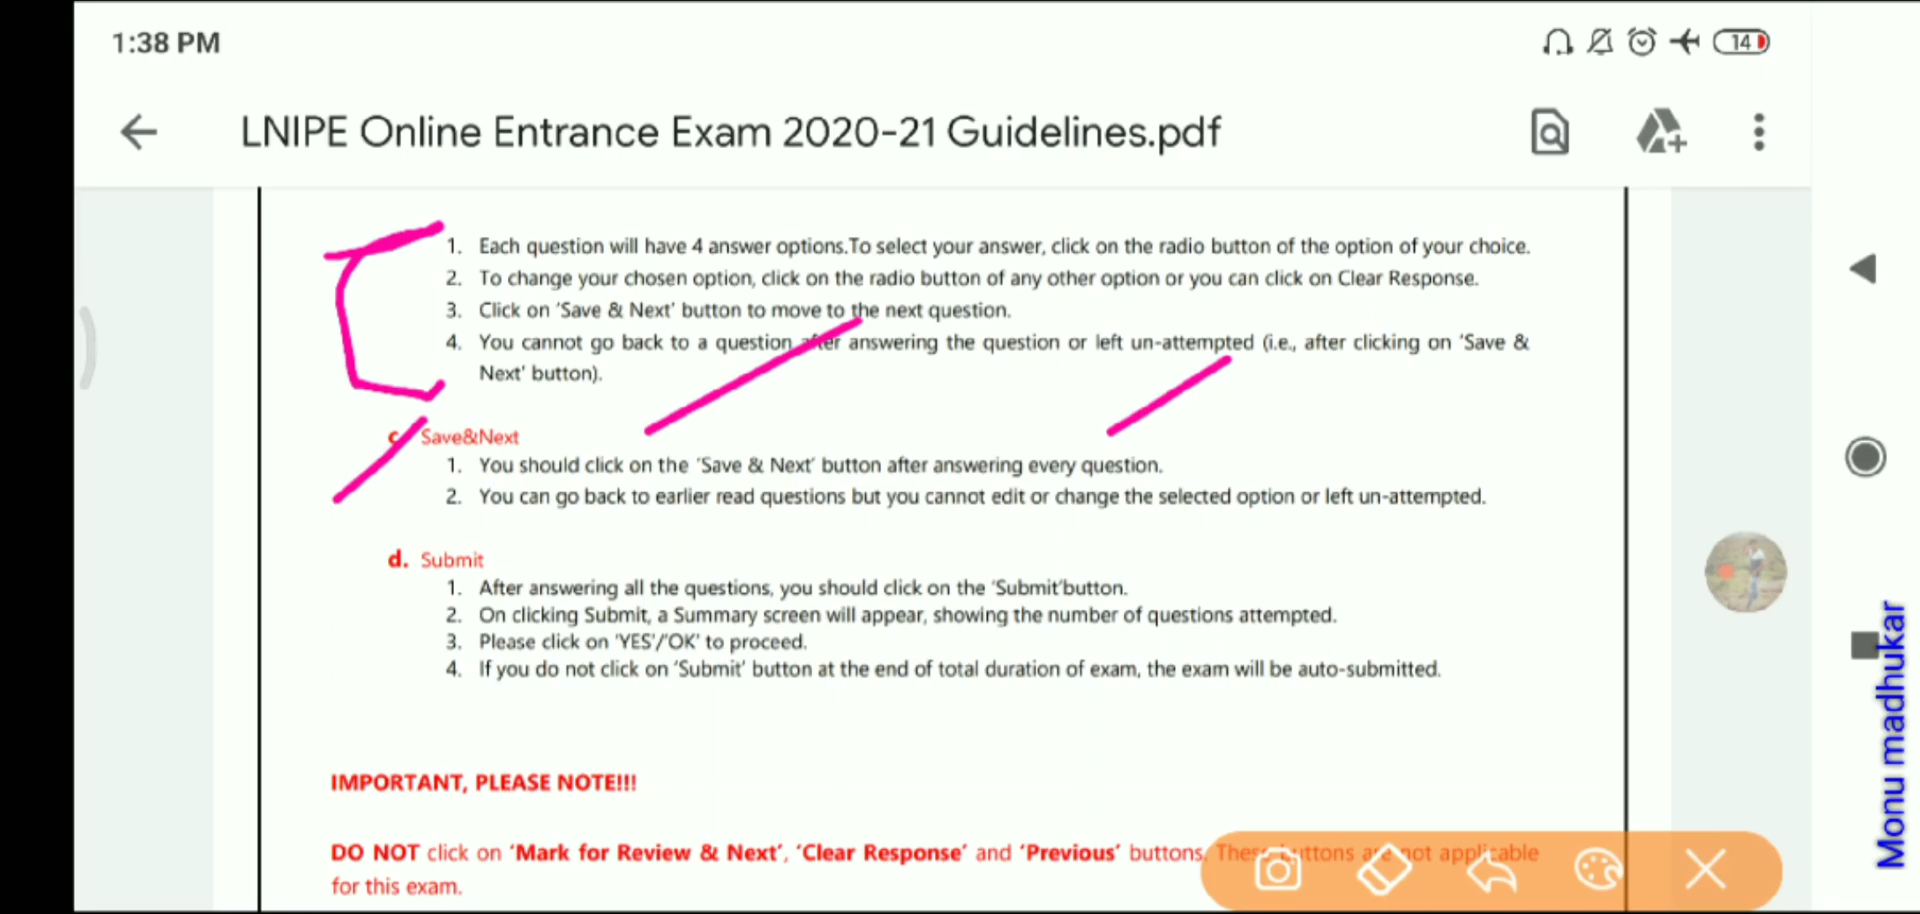 1:38 PM
14
LNIPE Online Entrance Exam 2020-21 Guidelines.pdf
1. Each question will have 4 answer options.To select your answer, click on the radio button of the option of your choice.
2. To change your chosen option, click on the radio button of any other option or you can click on Clear Response.
3. Click on 'Save & Next' button to move to the next question.
4. You cannot go back to a question after answering the question or left un-attempted (i.e., after clicking on 'Save &
Next' button).
c. Save&Next
1. You should click on the 'Save & Next' button after answering every question.
2. You can go back to earlier read questions but you cannot edit or change the selected option or left un-attempted.
d. Submit
1. After answering all the questions, you should click on the 'Submit'button.
2. On clicking Submit, a Summary screen will appear, showing the number of questions attempted.
3. Please click on 'YES'/'OK' to proceed.
4. If you do not click on 'Submit' button at the end of total duration of exam, the exam will be auto-submitted.
IMPORTANT, PLEASE NOTE!!!
DO NOT click on 'Mark for Review & Next', 'Clear Response' and 'Previous' buttons. These buttons are not applicable
for this exam.
Monu madhukar